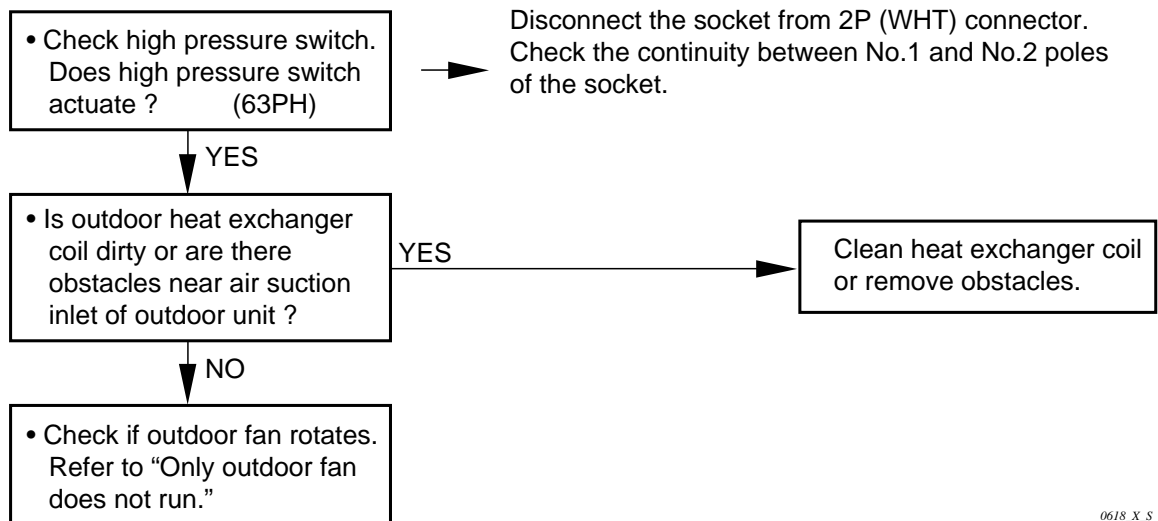 • Check high pressure switch.
Does high pressure switch
actuate ? (63PH)
Disconnect the socket from 2P (WHT) connector.
Check the continuity between No.1 and No.2 poles
of the socket.
YES
• Is outdoor heat exchanger
coil dirty or are there
obstacles near air suction
inlet of outdoor unit ?
YES
Clean heat exchanger coil
or remove obstacles.
NO
• Check if outdoor fan rotates.
Refer to “Only outdoor fan
does not run.”
0618_X_S